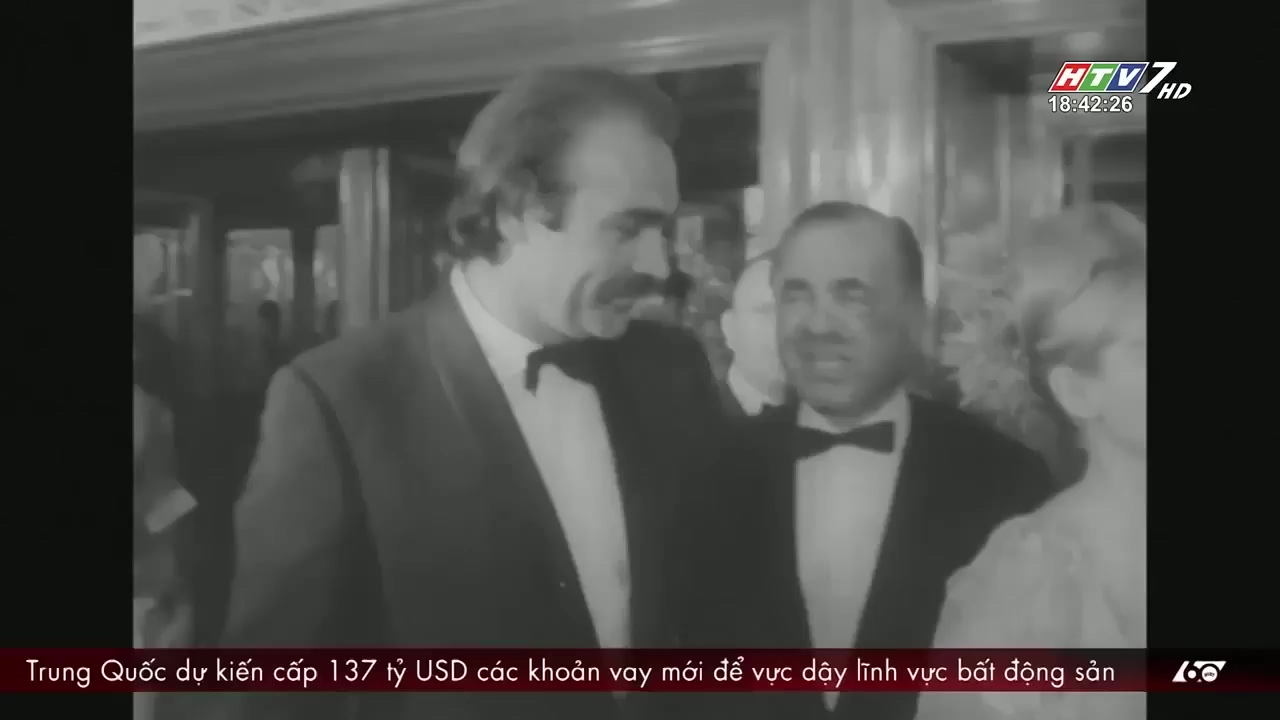 HTV7 HD
18:42:26
Trung Quốc dự kiến cấp 137 tỷ USD các khoản vay mới để vực dậy lĩnh vực bất động sản
60